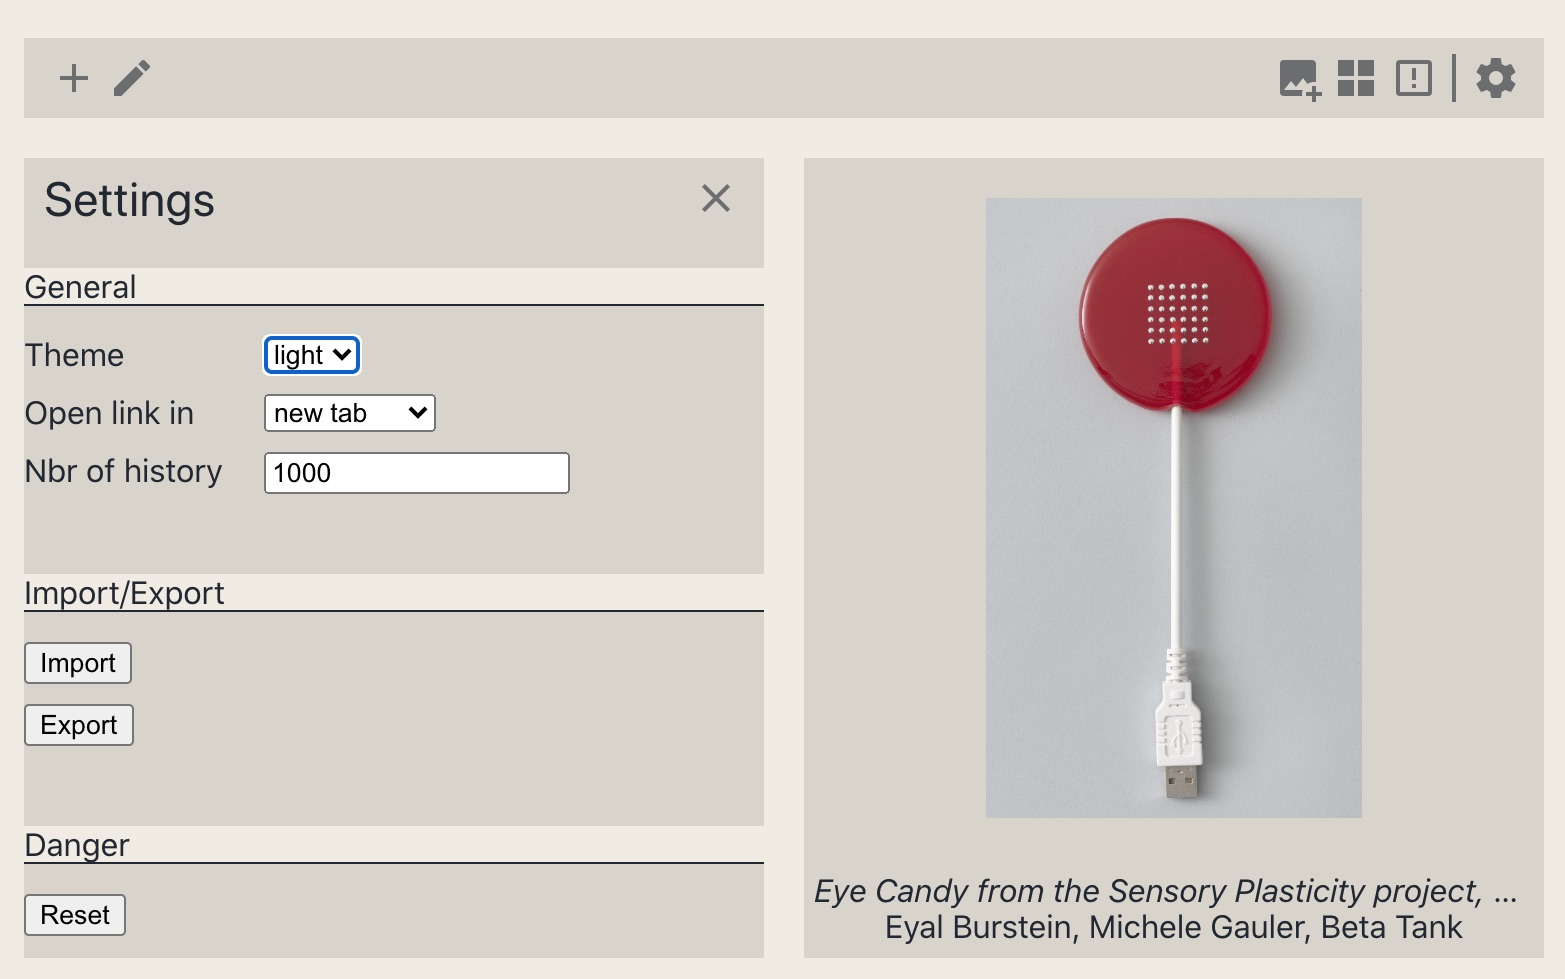 Settings
General
Theme light
Open link in new tab
Nbr of history 1000
Import/Export
Import
Export
Danger
Reset
Eye Candy from the Sensory Plasticity project, ...
Eyal Burstein, Michele Gauler, Beta Tank